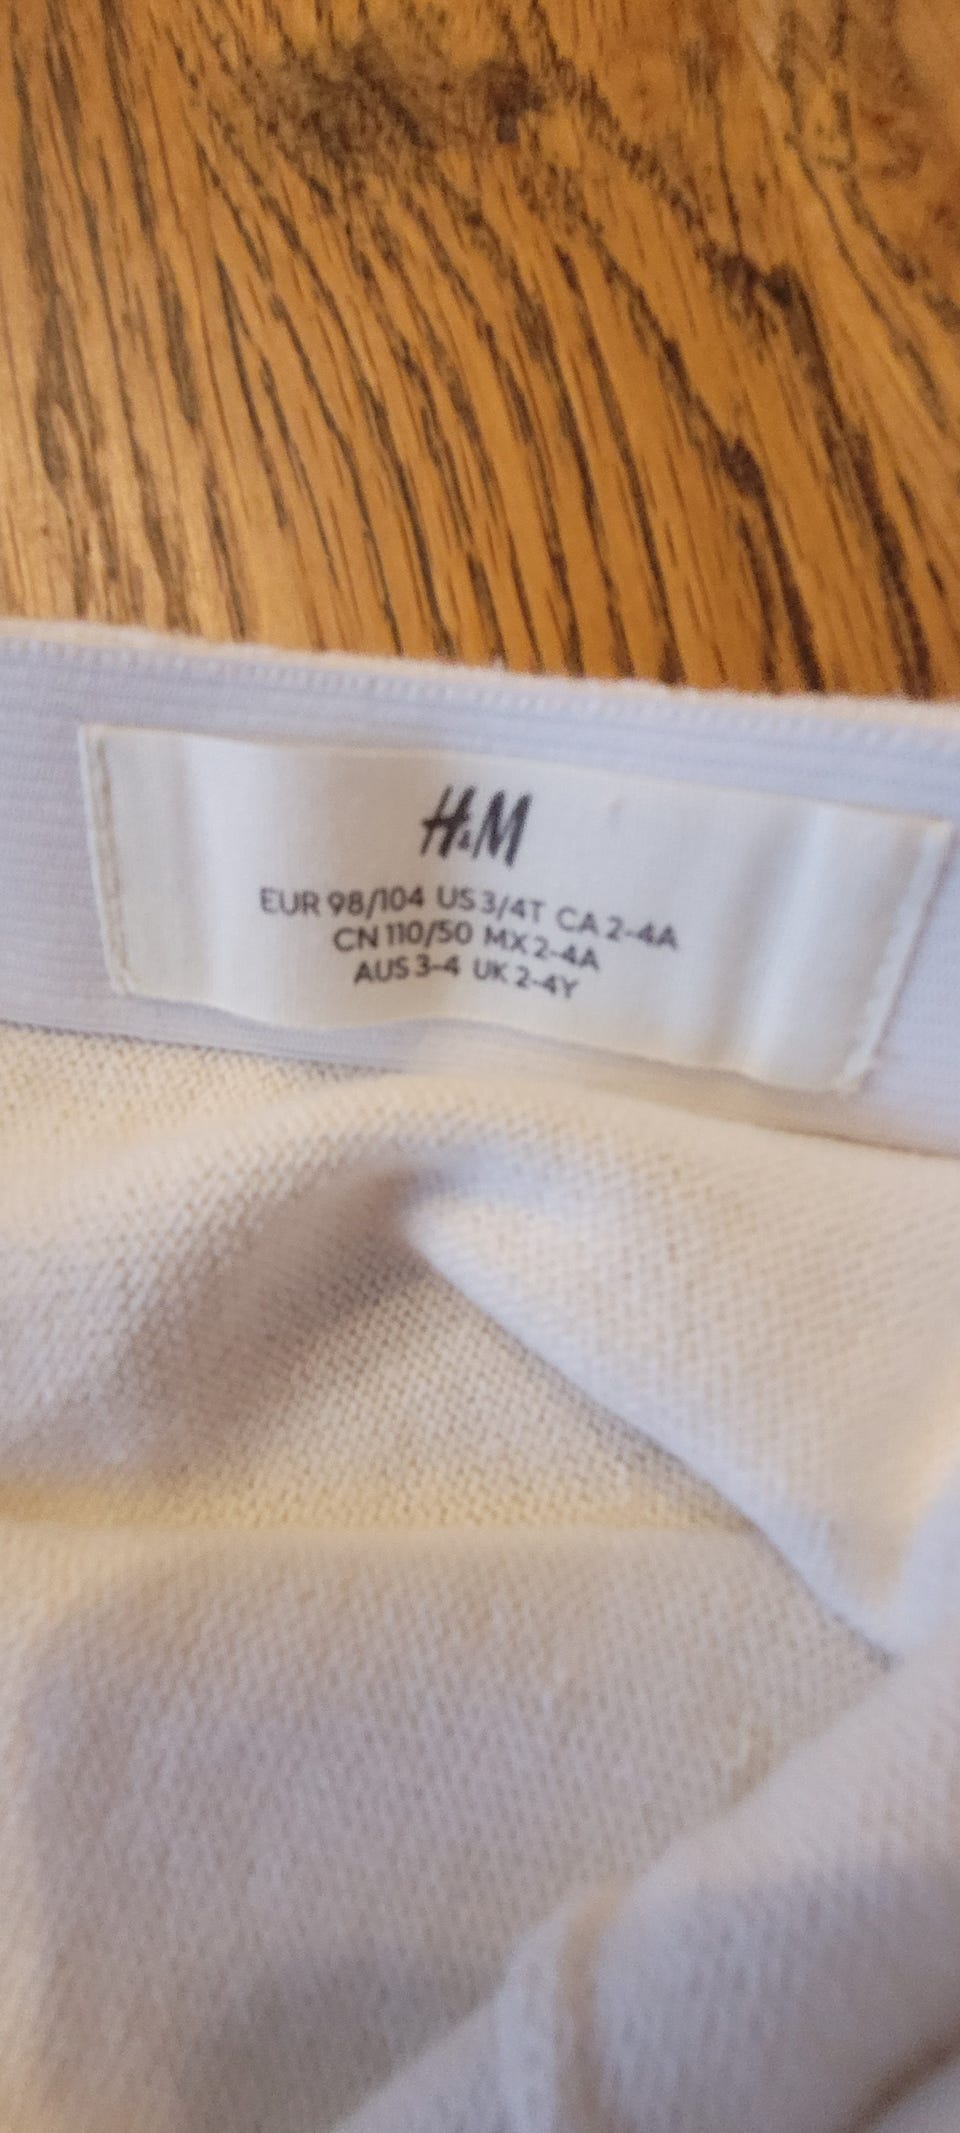 H&M
EUR 98/104 US 3/4T CA 2-4A
CN 110/50 MX 2-4A
AUS 3-4 UK 2-4Y